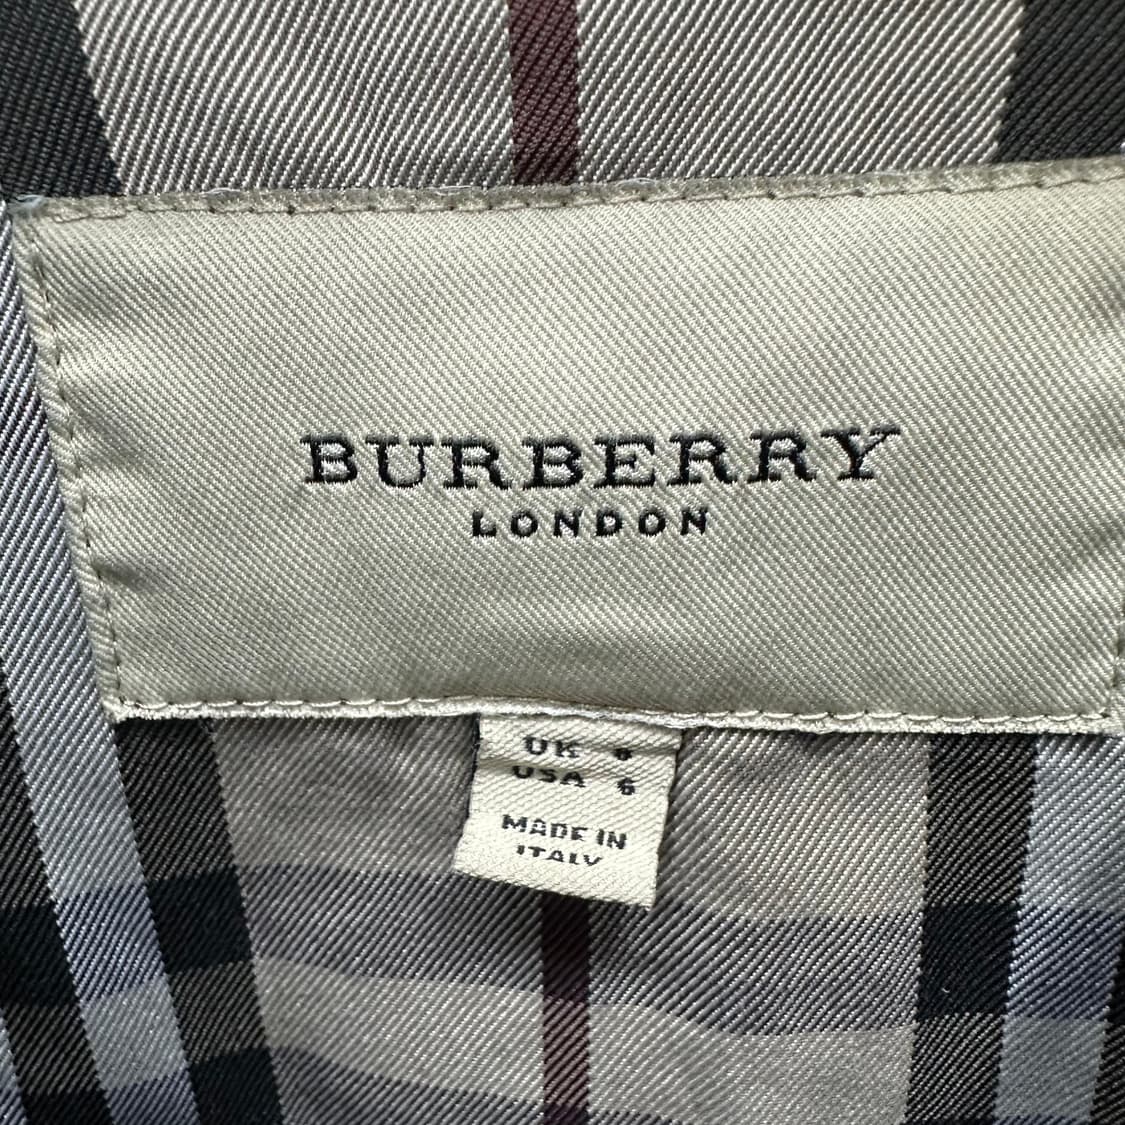 BURBERRY
LONDON
UK 8
USA 6
MADE IN
ITALY